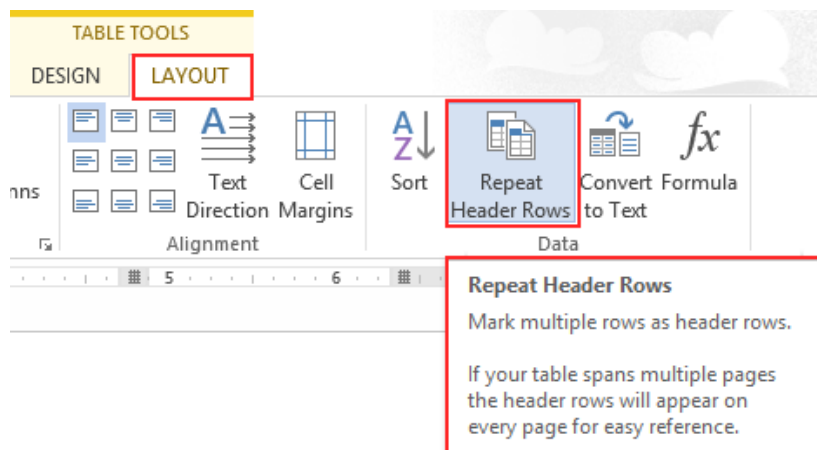 TABLE TOOLS
DESIGN LAYOUT
nns
Text Direction
Cell Margins
A
Z
Sort
Repeat Header Rows
Convert to Text
fx
Formula
Alignment
Data
5 6
Repeat Header Rows
Mark multiple rows as header rows.
If your table spans multiple pages
the header rows will appear on
every page for easy reference.